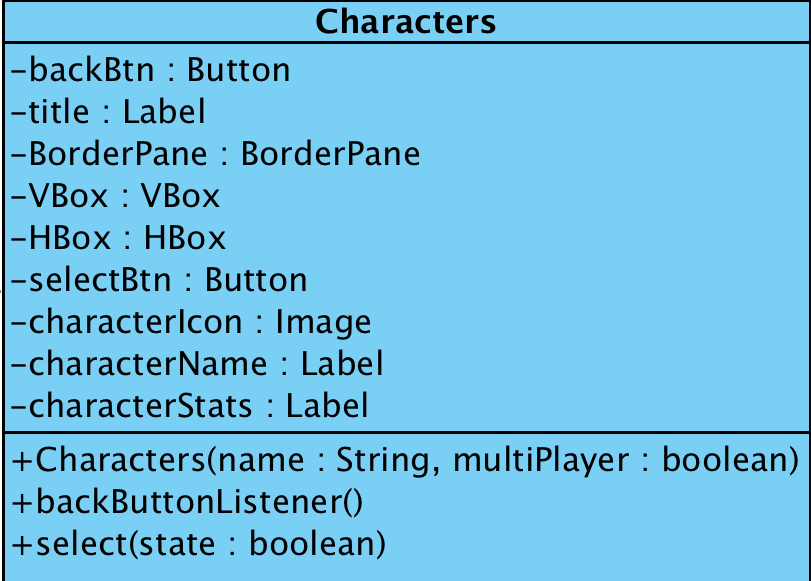 Characters
-backBtn : Button
-title : Label
-BorderPane : BorderPane
-VBox : VBox
-HBox : HBox
-selectBtn : Button
-characterIcon : Image
-characterName : Label
-characterStats : Label
+Characters(name : String, multiPlayer : boolean)
+backButtonListener()
+select(state : boolean)